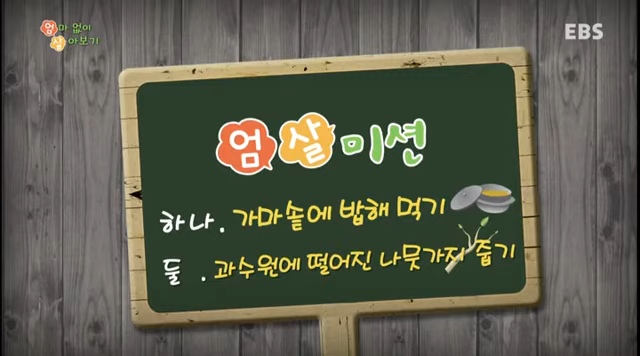 엄마 없이
살아보기
EBS
엄살미션
하나. 가마솥에 밥해 먹기
둘. 과수원에 떨어진 나뭇가지 줍기